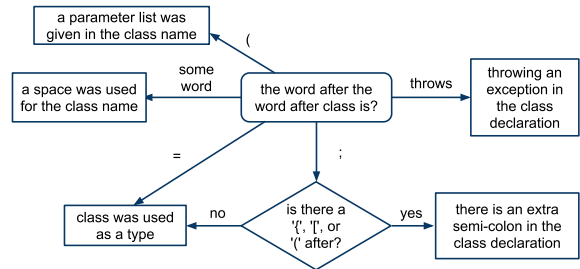 a parameter list was
given in the class name
(
some
word
a space was used
for the class name
the word after the
word after class is?
throws
throwing an
exception in
the class
declaration
=
;
class was used
as a type
no
is there a
'{', '[', or
'(' after?
yes
there is an extra
semi-colon in the
class declaration